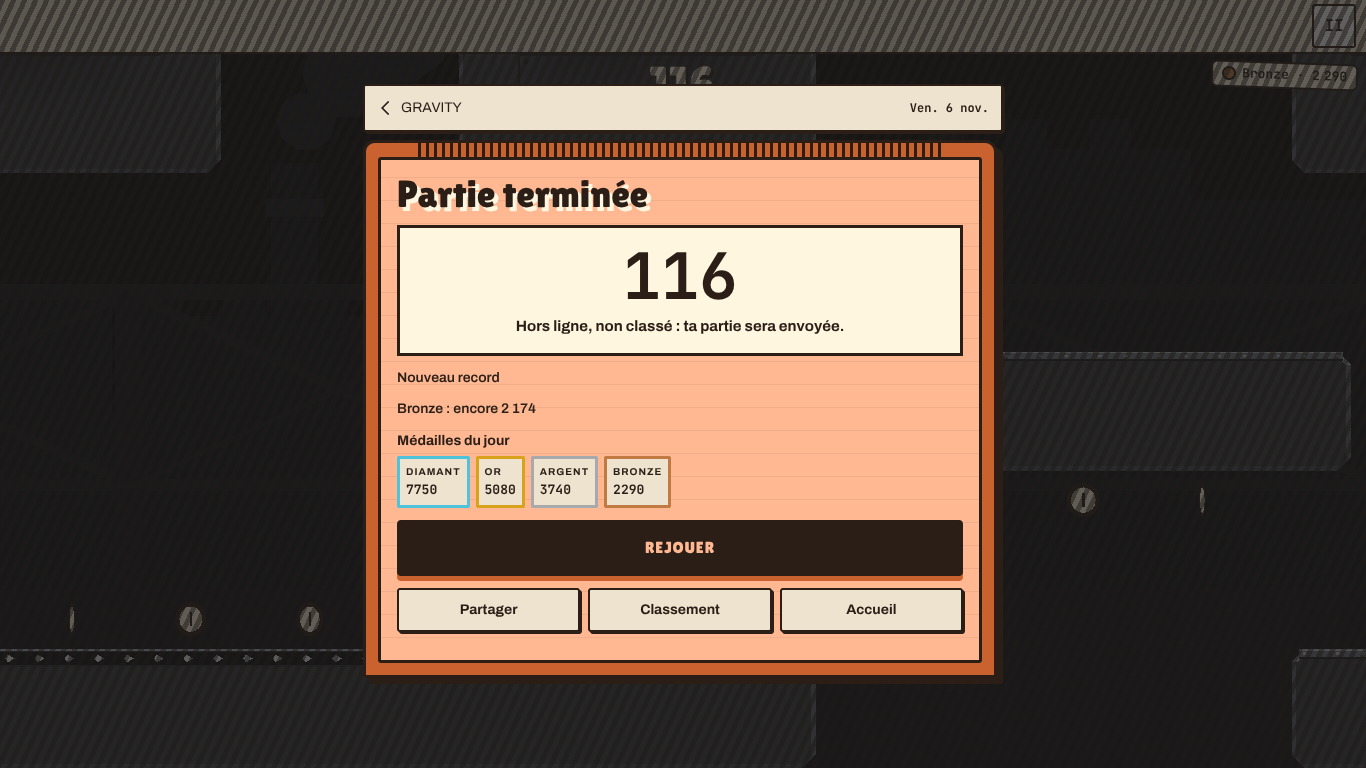 II
116
Bronze · 2 290
GRAVITY
Ven. 6 nov.
Partie terminée
116
Hors ligne, non classé : ta partie sera envoyée.
Nouveau record
Bronze : encore 2 174
Médailles du jour
DIAMANT OR ARGENT BRONZE
7750 5080 3740 2290
REJOUER
Partager Classement Accueil